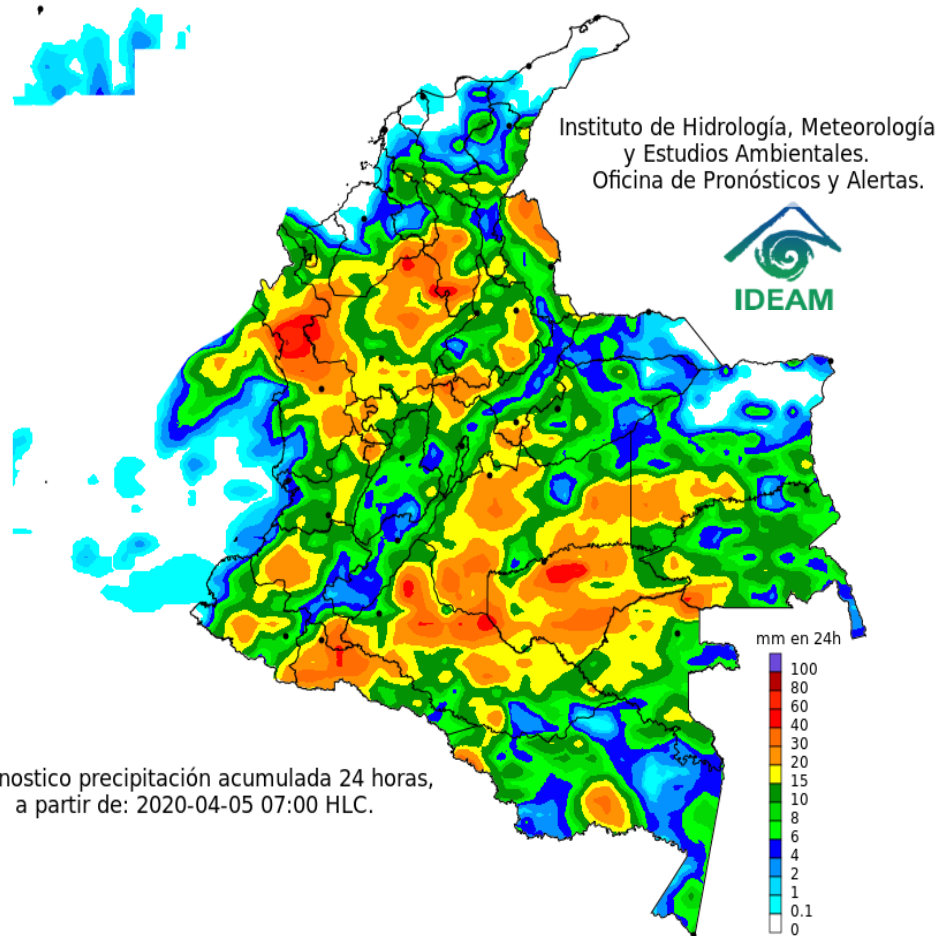 Instituto de Hidrología, Meteorología
y Estudios Ambientales.
Oficina de Pronósticos y Alertas.
IDEAM
mm en 24h
100
80
60
40
30
20
15
10
8
6
4
2
1
0.1
0
nostico precipitación acumulada 24 horas,
a partir de: 2020-04-05 07:00 HLC.